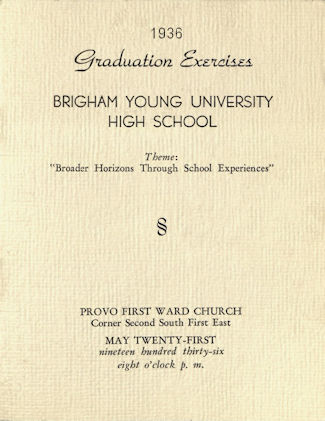 1936
Graduation Exercises
BRIGHAM YOUNG UNIVERSITY
HIGH SCHOOL
Theme:
"Broader Horizons Through School Experiences"
§
PROVO FIRST WARD CHURCH
Corner Second South First East
MAY TWENTY-FIRST
nineteen hundred thirty-six
eight o'clock p. m.